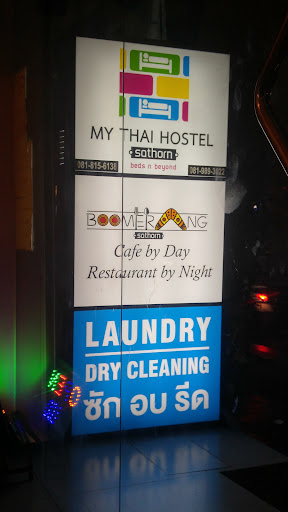 MY THAI HOSTEL
sathorn
beds n beyond
081-815-6138 081-989-3822
BOOMERANG
sathorn
Cafe by Day
Restaurant by Night
LAUNDRY
DRY CLEANING
ซัก อบ รีด